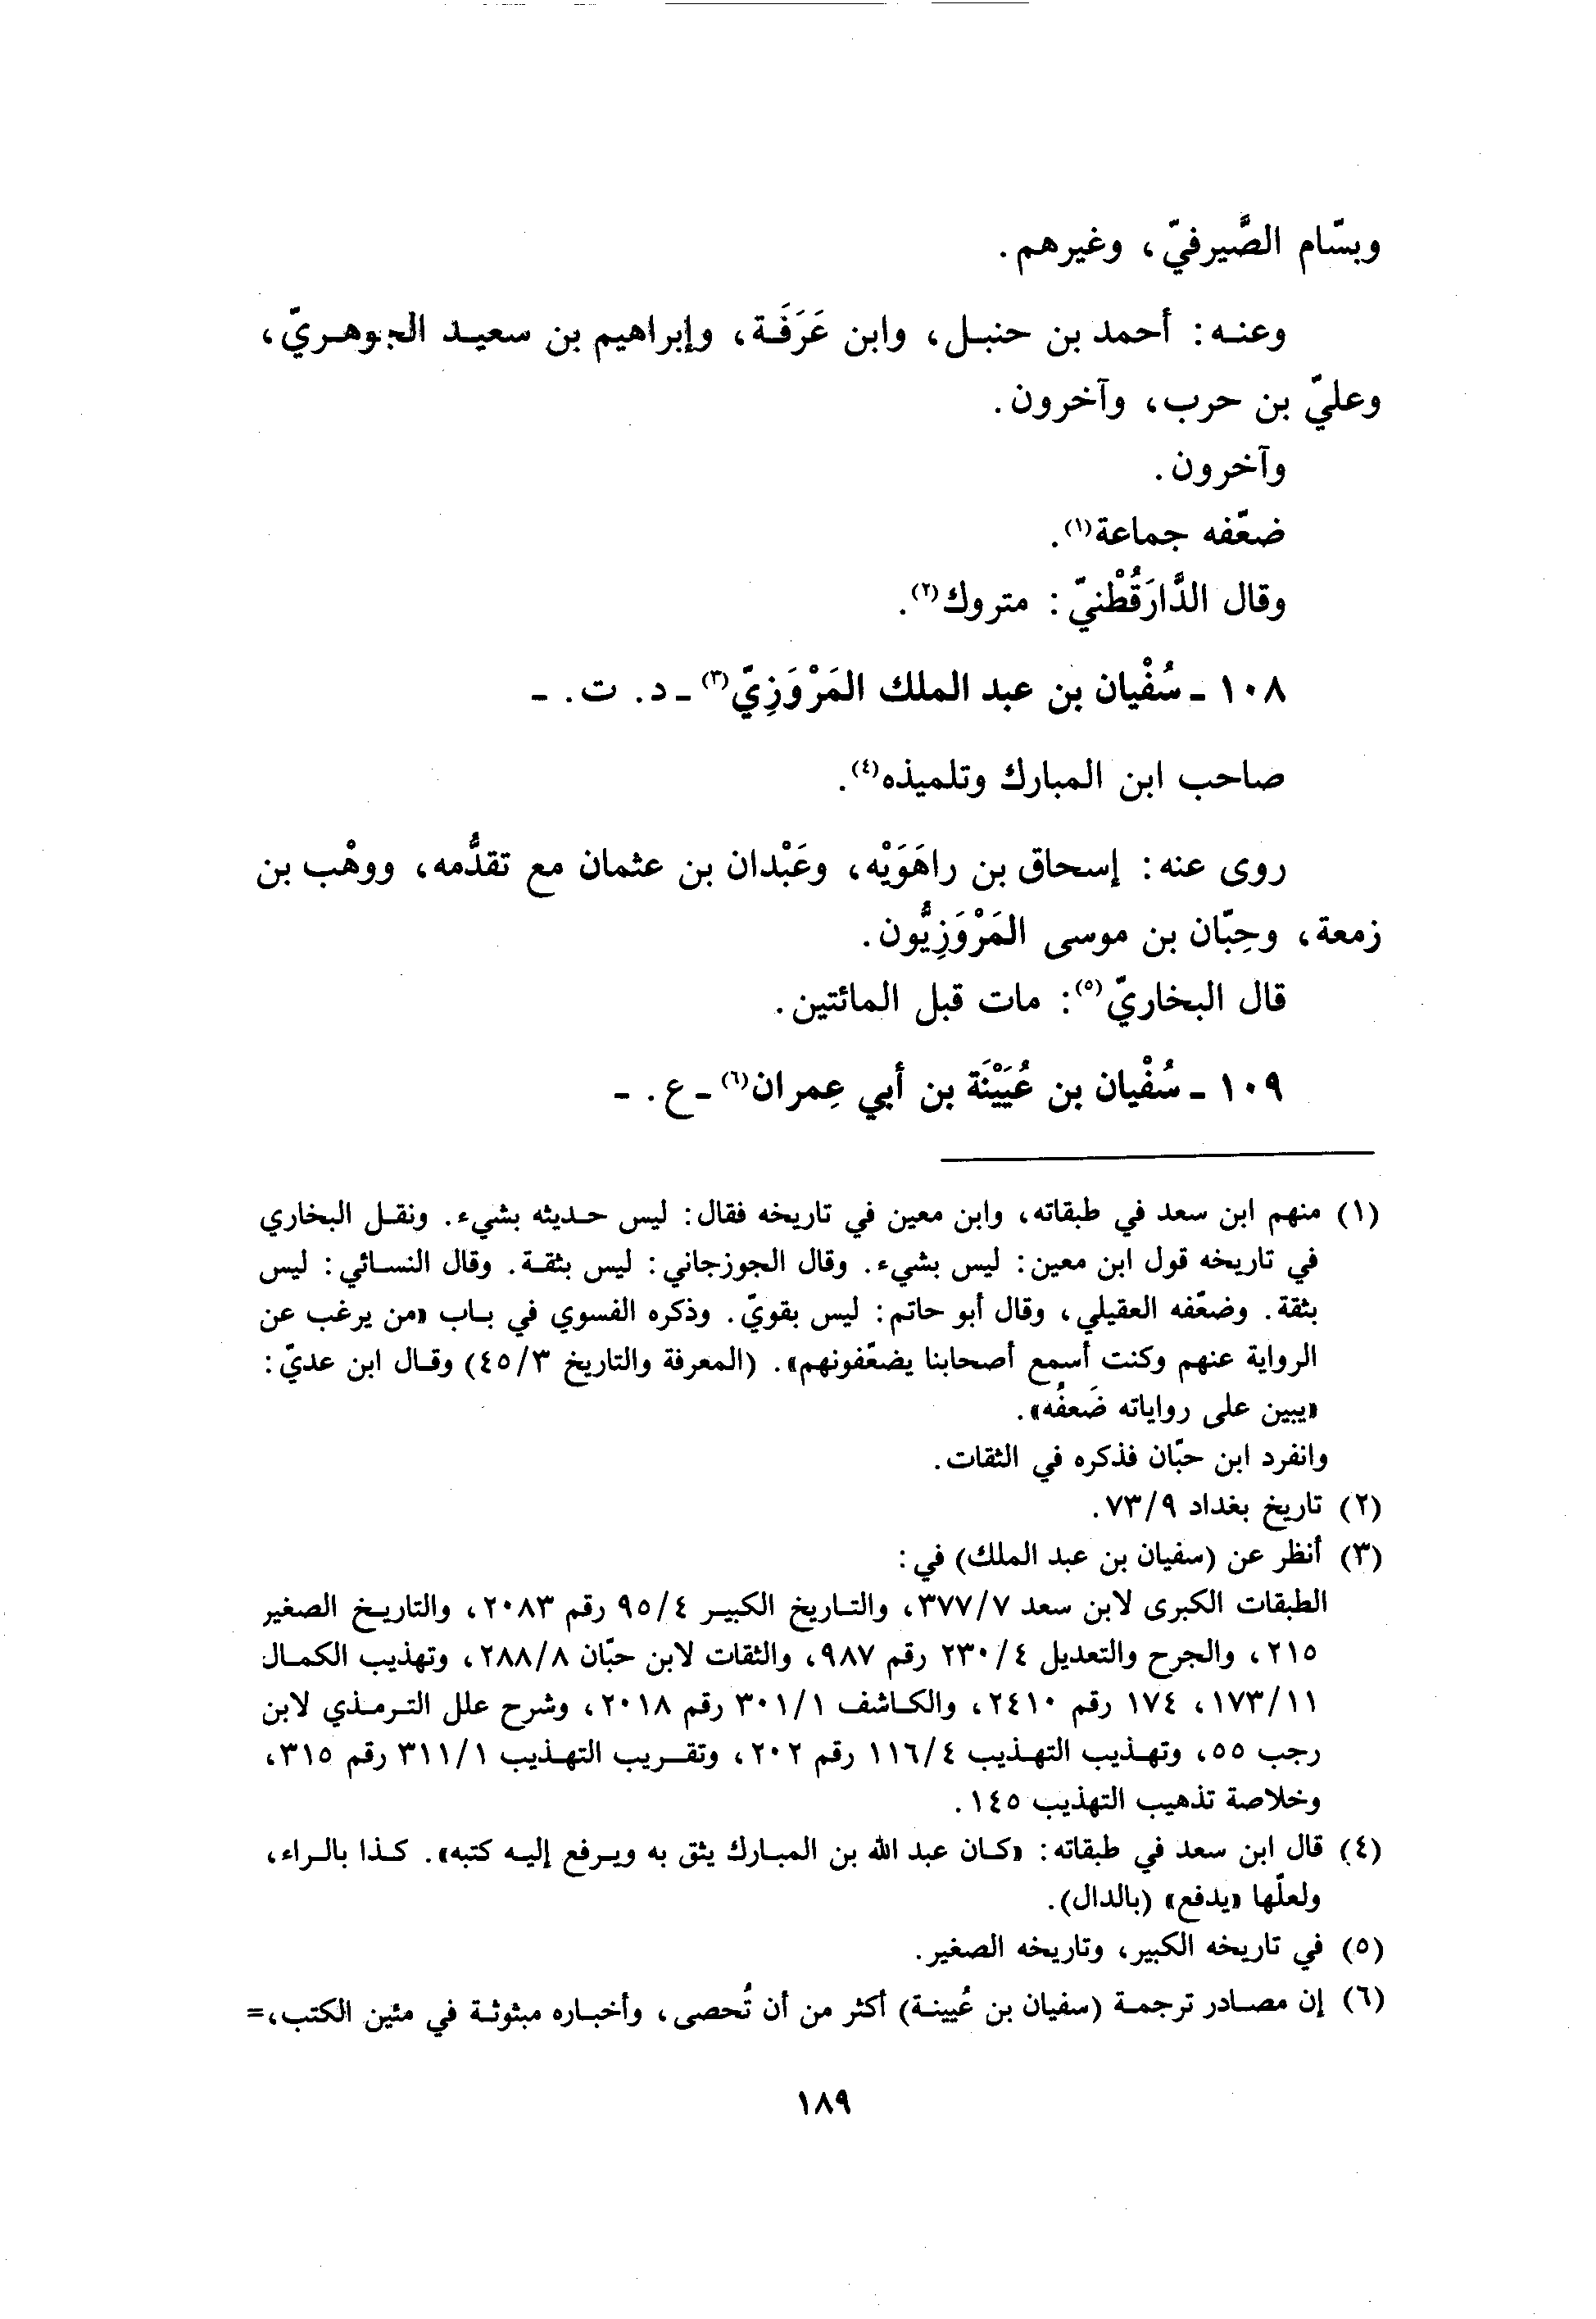 وبسّام الصَّيرفيّ، وغيرهم.
وعنه: أحمد بن حنبل، وابن عَرَفَة، وإبراهيم بن سعيد الجوهريّ،
وعليّ بن حرب، وآخرون.
وآخرون.
ضعّفه جماعة(١).
وقال الدَّارَقُطْنيّ: متروك(٢).
١٠٨ - سُفْيان بن عبد الملك المَرْوَزِيّ(٣) - د. ت. -
صاحب ابن المبارك وتلميذه(٤).
روى عنه: إسحاق بن راهَوَيْه، وعَبْدان بن عثمان مع تقدُّمه، ووهْب بن
زمعة، وحِبّان بن موسى المَرْوَزِيُّون.
قال البخاريّ(٥): مات قبل المائتين.
١٠٩ - سُفْيان بن عُيَيْنَة بن أبي عِمران(٦) - ع. -
(١) منهم ابن سعد في طبقاته، وابن معين في تاريخه فقال: ليس حديثه بشيء. ونقل البخاري
في تاريخه قول ابن معين: ليس بشيء. وقال الجوزجاني: ليس بثقة. وقال النسائي: ليس
بثقة. وضعّفه العقيلي، وقال أبو حاتم: ليس بقويّ. وذكره الفسوي في باب «من يرغب عن
الرواية عنهم وكنت أسمع أصحابنا يضعّفونهم». (المعرفة والتاريخ ٤٥/٣) وقال ابن عديّ:
«يبين على رواياته ضَعفُه».
وانفرد ابن حبّان فذكره في الثقات.
(٢) تاريخ بغداد ٧٣/٩.
(٣) أنظر عن (سفيان بن عبد الملك) في:
الطبقات الكبرى لابن سعد ٣٧٧/٧، والتاريخ الكبير ٩٥/٤ رقم ٢٠٨٣، والتاريخ الصغير
٢١٥، والجرح والتعديل ٢٣٠/٤ رقم ٩٨٧، والثقات لابن حبّان ٢٨٨/٨، وتهذيب الكمال
١٧٣/١١، ١٧٤ رقم ٢٤١٠، والكاشف ٣٠١/١ رقم ٢٠١٨، وشرح علل الترمذي لابن
رجب ٥٥، وتهذيب التهذيب ١١٦/٤ رقم ٢٠٢، وتقريب التهذيب ٣١١/١ رقم ٣١٥،
وخلاصة تذهيب التهذيب ١٤٥.
(٤) قال ابن سعد في طبقاته: «كان عبد الله بن المبارك يثق به ويرفع إليه كتبه». كذا بالراء،
ولعلّها «يدفع» (بالدال).
(٥) في تاريخه الكبير، وتاريخه الصغير.
(٦) إن مصادر ترجمة (سفيان بن عُيينة) أكثر من أن تُحصى، وأخباره مبثوثة في مئين الكتب،=
١٨٩